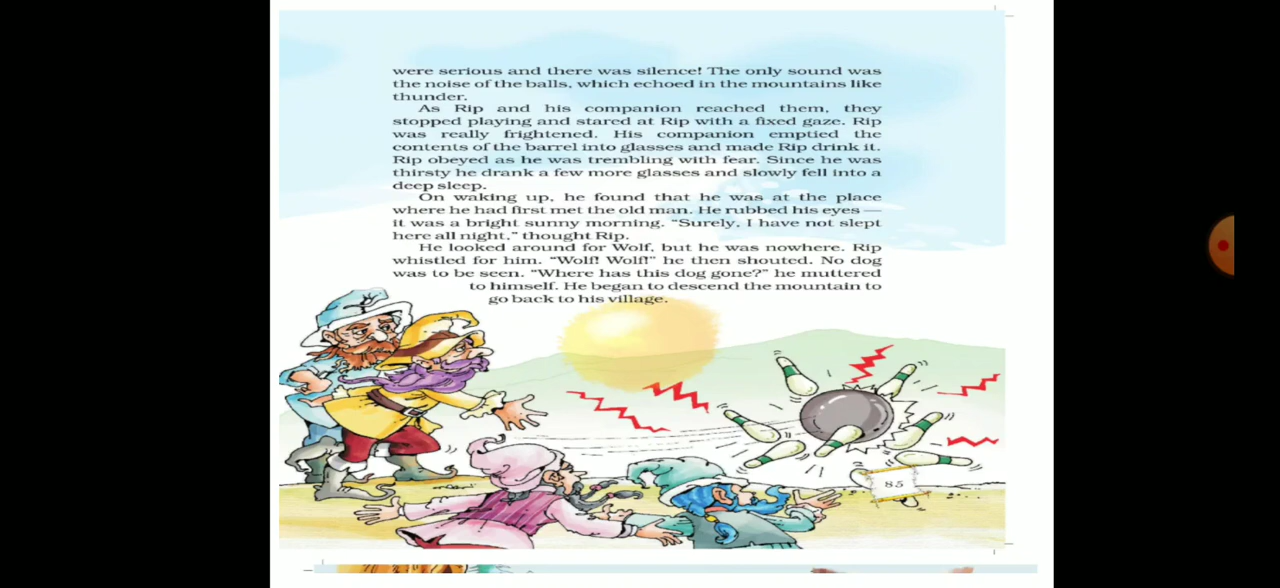 were serious and there was silence! The only sound was
the noise of the balls, which echoed in the mountains like
thunder.
As Rip and his companion reached them, they
stopped playing and stared at Rip with a fixed gaze. Rip
was really frightened. His companion emptied the
contents of the barrel into glasses and made Rip drink it.
Rip obeyed as he was trembling with fear. Since he was
thirsty he drank a few more glasses and slowly fell into a
deep sleep.
On waking up, he found that he was at the place
where he had first met the old man. He rubbed his eyes —
it was a bright sunny morning. “Surely, I have not slept
here all night,” thought Rip.
He looked around for Wolf, but he was nowhere. Rip
whistled for him. “Wolf! Wolf!” he then shouted. No dog
was to be seen. “Where has this dog gone?” he muttered
to himself. He began to descend the mountain to
go back to his village.
85